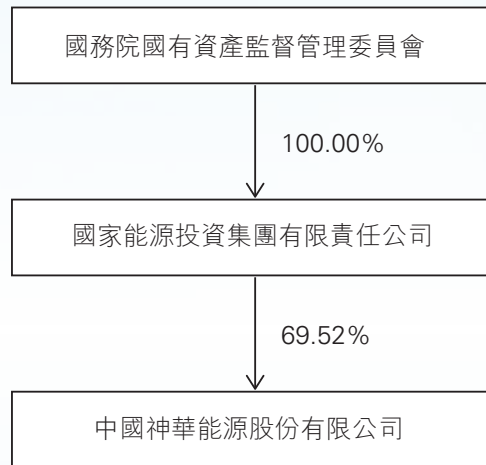 國務院國有資產監督管理委員會
100.00%
國家能源投資集團有限責任公司
69.52%
中國神華能源股份有限公司